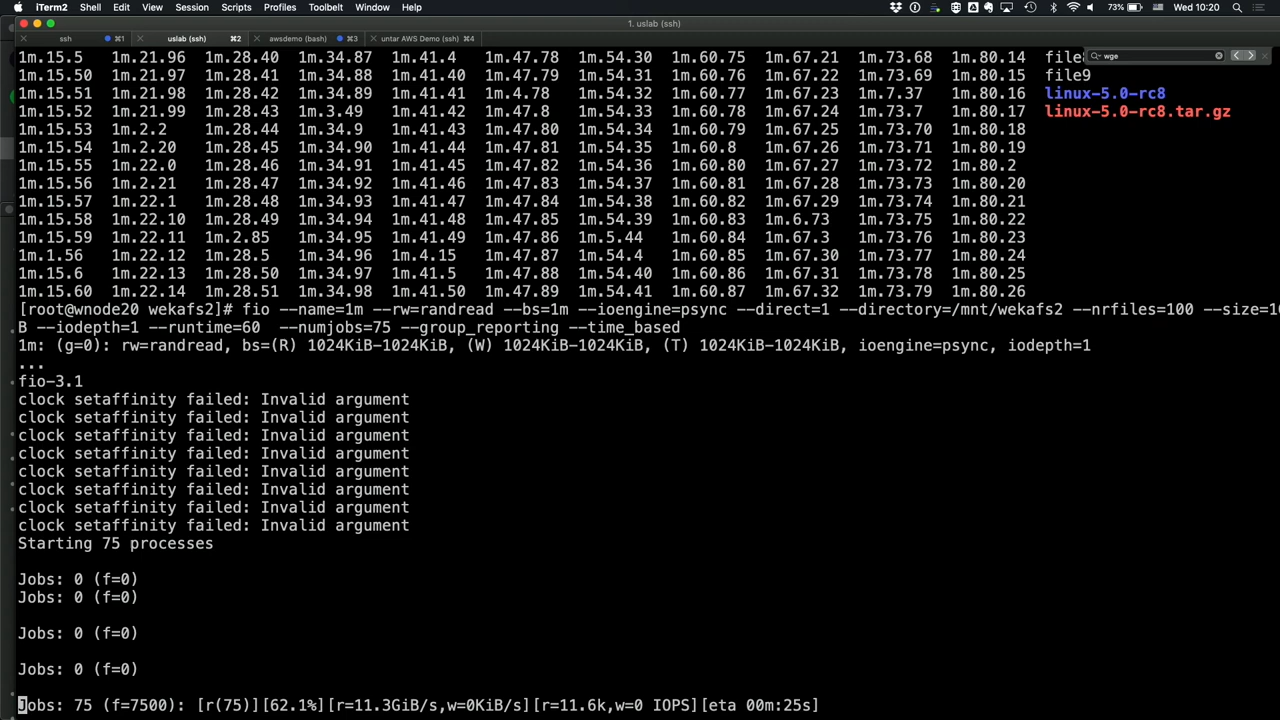 iTerm2 Shell Edit View Session Scripts Profiles Toolbelt Window Help 73% Wed 10:20
1. uslab (ssh)
ssh ⌘1 uslab (ssh) ⌘2 awsdemo (bash) ⌘3 untar AWS Demo (ssh) ⌘4
wge
1m.15.5 1m.21.96 1m.28.40 1m.34.87 1m.41.4 1m.47.78 1m.54.30 1m.60.75 1m.67.21 1m.73.68 1m.80.14
1m.15.50 1m.21.97 1m.28.41 1m.34.88 1m.41.40 1m.47.79 1m.54.31 1m.60.76 1m.67.22 1m.73.69 1m.80.15 file9
1m.15.51 1m.21.98 1m.28.42 1m.34.89 1m.41.41 1m.4.78 1m.54.32 1m.60.77 1m.67.23 1m.7.37 1m.80.16 linux-5.0-rc8
1m.15.52 1m.21.99 1m.28.43 1m.3.49 1m.41.42 1m.47.8 1m.54.33 1m.60.78 1m.67.24 1m.73.7 1m.80.17 linux-5.0-rc8.tar.gz
1m.15.53 1m.2.2 1m.28.44 1m.34.9 1m.41.43 1m.47.80 1m.54.34 1m.60.79 1m.67.25 1m.73.70 1m.80.18
1m.15.54 1m.2.20 1m.28.45 1m.34.90 1m.41.44 1m.47.81 1m.54.35 1m.60.8 1m.67.26 1m.73.71 1m.80.19
1m.15.55 1m.22.0 1m.28.46 1m.34.91 1m.41.45 1m.47.82 1m.54.36 1m.60.80 1m.67.27 1m.73.72 1m.80.2
1m.15.56 1m.2.21 1m.28.47 1m.34.92 1m.41.46 1m.47.83 1m.54.37 1m.60.81 1m.67.28 1m.73.73 1m.80.20
1m.15.57 1m.22.1 1m.28.48 1m.34.93 1m.41.47 1m.47.84 1m.54.38 1m.60.82 1m.67.29 1m.73.74 1m.80.21
1m.15.58 1m.22.10 1m.28.49 1m.34.94 1m.41.48 1m.47.85 1m.54.39 1m.60.83 1m.6.73 1m.73.75 1m.80.22
1m.15.59 1m.22.11 1m.2.85 1m.34.95 1m.41.49 1m.47.86 1m.5.44 1m.60.84 1m.67.3 1m.73.76 1m.80.23
1m.1.56 1m.22.12 1m.28.5 1m.34.96 1m.4.15 1m.47.87 1m.54.4 1m.60.85 1m.67.30 1m.73.77 1m.80.24
1m.15.6 1m.22.13 1m.28.50 1m.34.97 1m.41.5 1m.47.88 1m.54.40 1m.60.86 1m.67.31 1m.73.78 1m.80.25
1m.15.60 1m.22.14 1m.28.51 1m.34.98 1m.41.50 1m.47.89 1m.54.41 1m.60.87 1m.67.32 1m.73.79 1m.80.26
[root@wnode20 wekafs2]# fio --name=1m --rw=randread --bs=1m --ioengine=psync --direct=1 --directory=/mnt/wekafs2 --nrfiles=100 --size=10
B --iodepth=1 --runtime=60 --numjobs=75 --group_reporting --time_based
1m: (g=0): rw=randread, bs=(R) 1024KiB-1024KiB, (W) 1024KiB-1024KiB, (T) 1024KiB-1024KiB, ioengine=psync, iodepth=1
...
fio-3.1
clock setaffinity failed: Invalid argument
clock setaffinity failed: Invalid argument
clock setaffinity failed: Invalid argument
clock setaffinity failed: Invalid argument
clock setaffinity failed: Invalid argument
clock setaffinity failed: Invalid argument
clock setaffinity failed: Invalid argument
clock setaffinity failed: Invalid argument
Starting 75 processes
Jobs: 0 (f=0)
Jobs: 0 (f=0)
Jobs: 0 (f=0)
Jobs: 0 (f=0)
Jobs: 75 (f=7500): [r(75)][62.1%][r=11.3GiB/s,w=0KiB/s][r=11.6k,w=0 IOPS][eta 00m:25s]